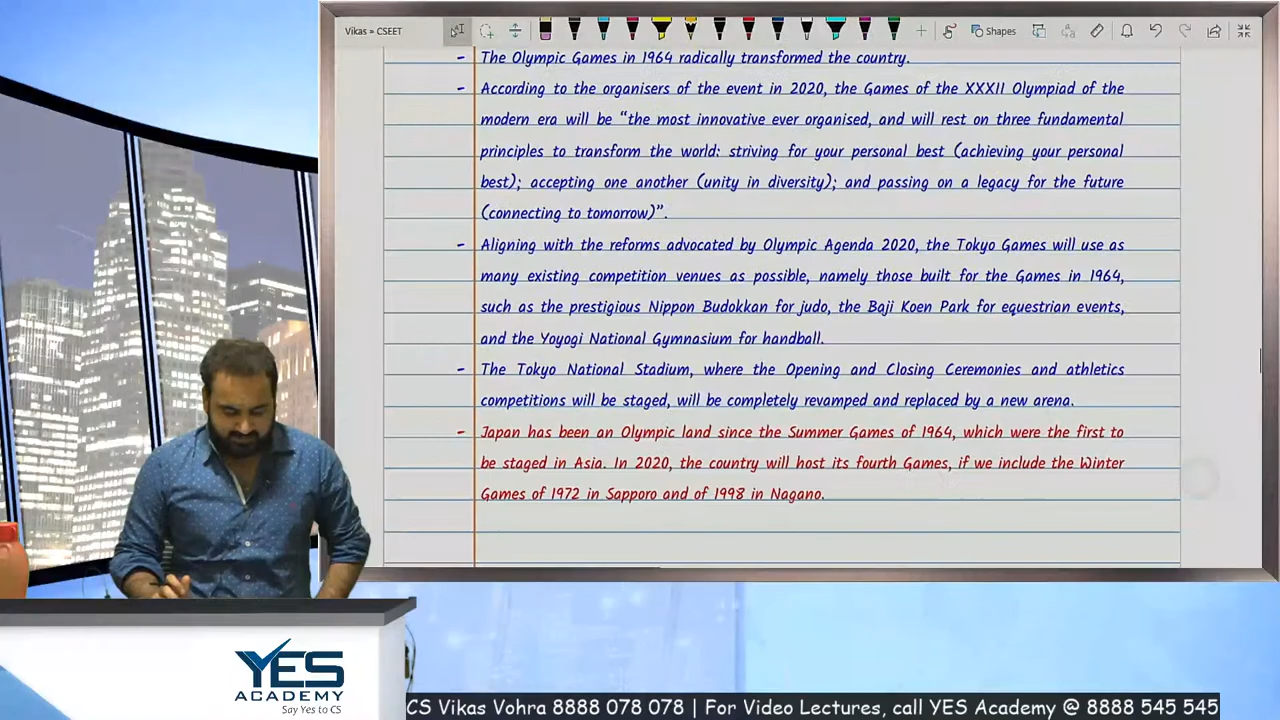 Vikas » CSEET
Shapes
- The Olympic Games in 1964 radically transformed the country.
- According to the organisers of the event in 2020, the Games of the XXXII Olympiad of the
modern era will be “the most innovative ever organised, and will rest on three fundamental
principles to transform the world: striving for your personal best (achieving your personal
best); accepting one another (unity in diversity); and passing on a legacy for the future
(connecting to tomorrow)”.
- Aligning with the reforms advocated by Olympic Agenda 2020, the Tokyo Games will use as
many existing competition venues as possible, namely those built for the Games in 1964,
such as the prestigious Nippon Budokkan for judo, the Baji Koen Park for equestrian events,
and the Yoyogi National Gymnasium for handball.
- The Tokyo National Stadium, where the Opening and Closing Ceremonies and athletics
competitions will be staged, will be completely revamped and replaced by a new arena.
- Japan has been an Olympic land since the Summer Games of 1964, which were the first to
be staged in Asia. In 2020, the country will host its fourth Games, if we include the Winter
Games of 1972 in Sapporo and of 1998 in Nagano.
YES
ACADEMY
Say Yes to CS
CS Vikas Vohra 8888 078 078 | For Video Lectures, call YES Academy @ 8888 545 545